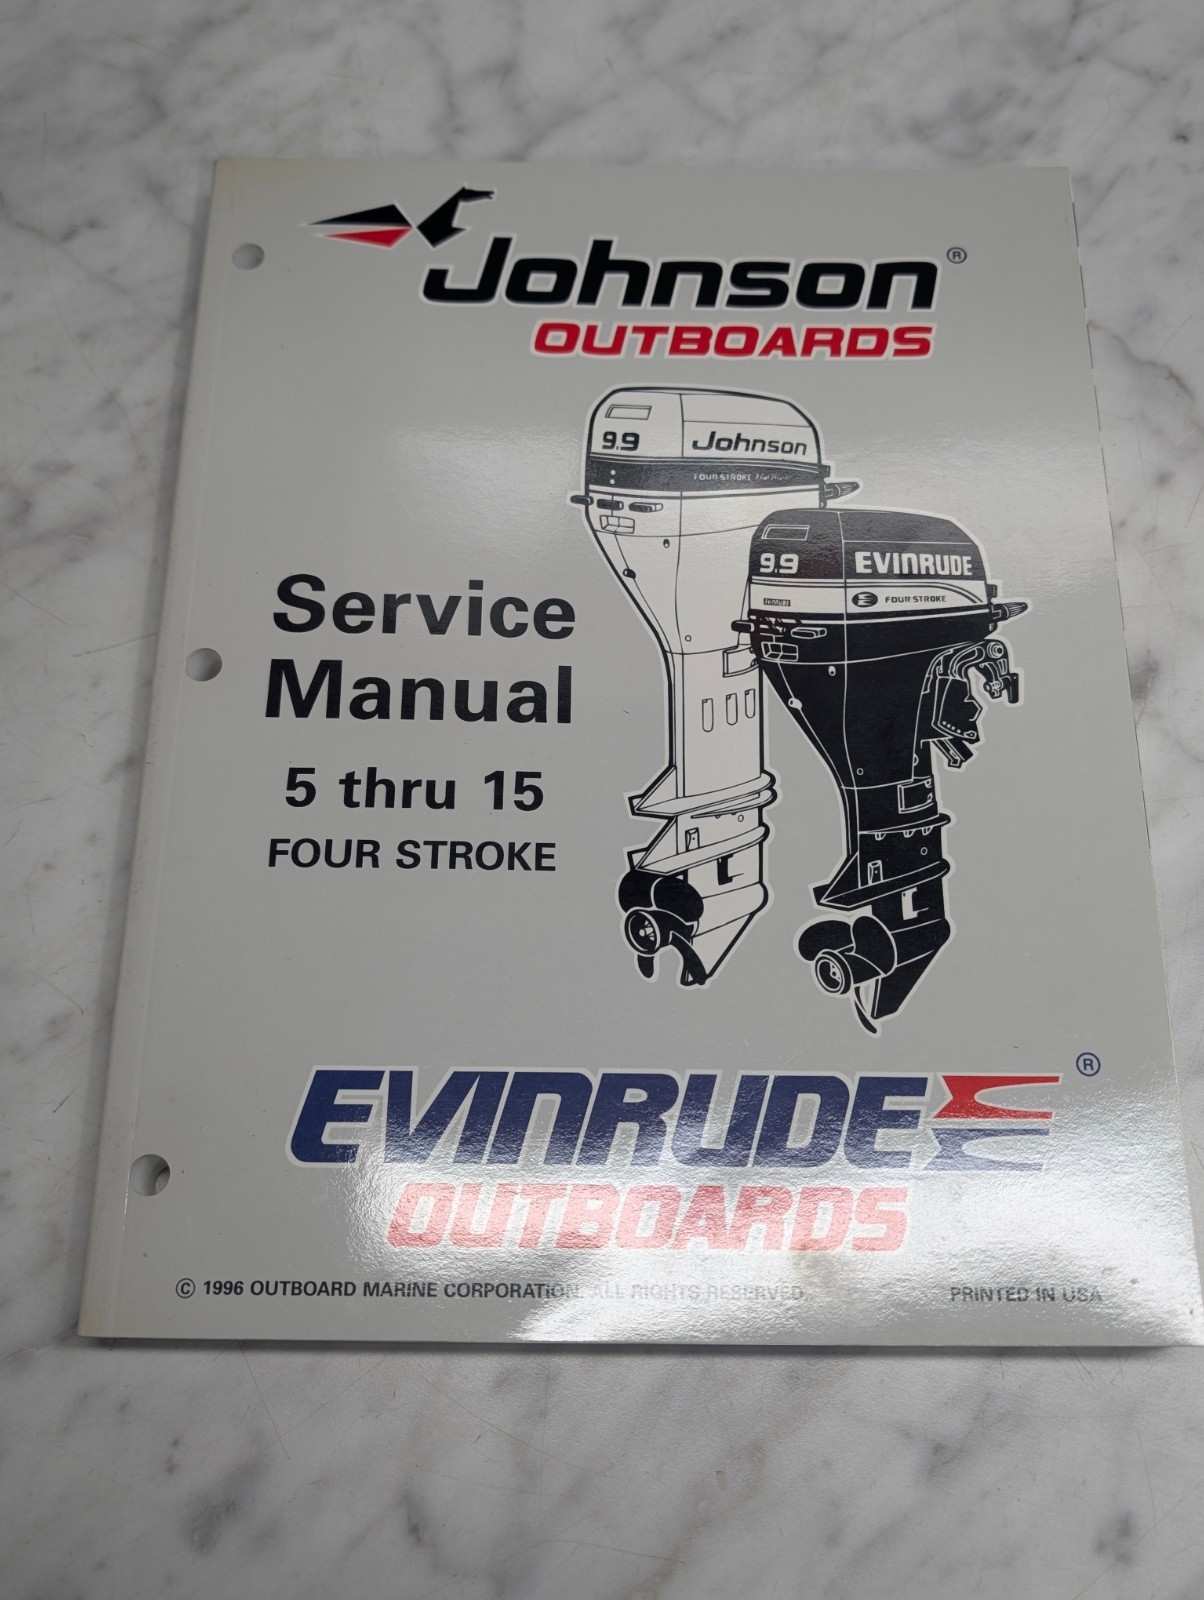 Johnson®
OUTBOARDS
9.9 Johnson
FOUR STROKE
9.9 EVINRUDE
FOUR STROKE
Service
Manual
5 thru 15
FOUR STROKE
EVINRUDE®
OUTBOARDS
© 1996 OUTBOARD MARINE CORPORATION. ALL RIGHTS RESERVED. PRINTED IN USA